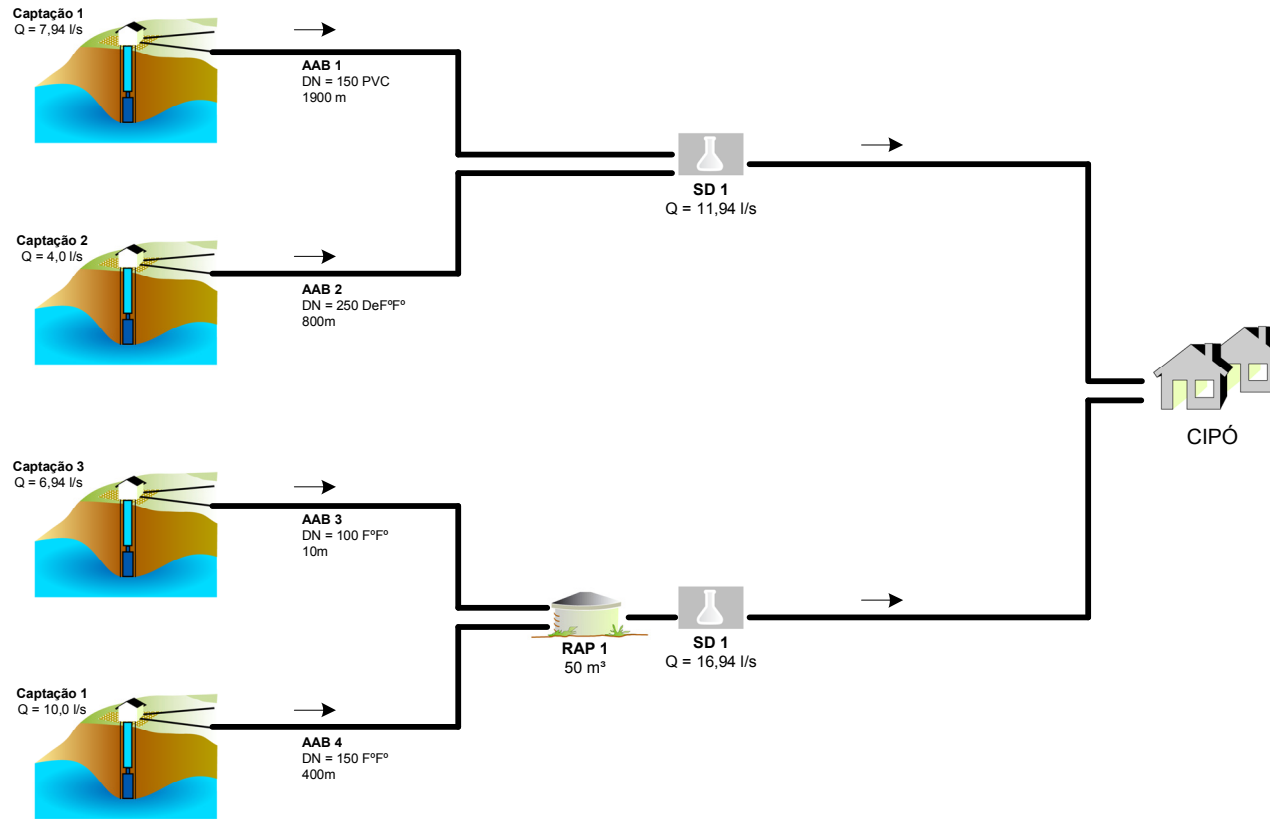 Captação 1
Q = 7,94 l/s
AAB 1
DN = 150 PVC
1900 m
SD 1
Q = 11,94 l/s
Captação 2
Q = 4,0 l/s
AAB 2
DN = 250 DeFºFº
800m
CIPÓ
Captação 3
Q = 6,94 l/s
AAB 3
DN = 100 FºFº
10m
RAP 1
50 m³
SD 1
Q = 16,94 l/s
Captação 1
Q = 10,0 l/s
AAB 4
DN = 150 FºFº
400m